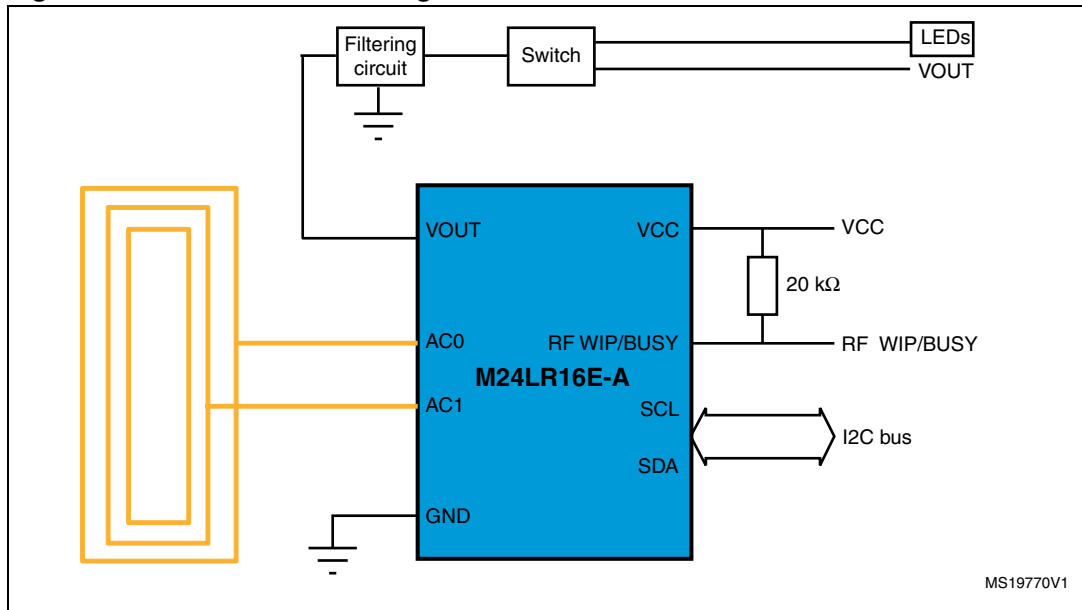 LEDs
Filtering
circuit
Switch
VOUT
VOUT
VCC
VCC
20 kΩ
AC0
RF WIP/BUSY
RF WIP/BUSY
M24LR16E-A
AC1
SCL
I2C bus
SDA
GND
MS19770V1